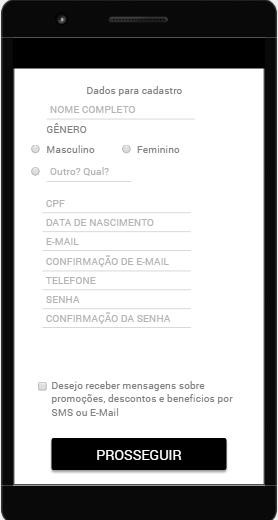 Dados para cadastro
NOME COMPLETO
GÊNERO
Masculino Feminino
Outro? Qual?
CPF
DATA DE NASCIMENTO
E-MAIL
CONFIRMAÇÃO DE E-MAIL
TELEFONE
SENHA
CONFIRMAÇÃO DA SENHA
Desejo receber mensagens sobre
promoções, descontos e beneficios por
SMS ou E-Mail
PROSSEGUIR